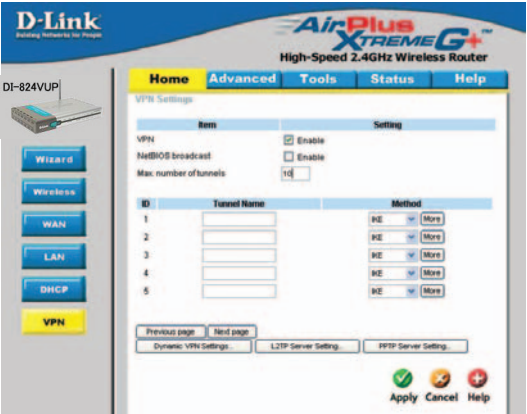 D-Link
Building Networks for People
AirPlus
XTREME G+™
High-Speed 2.4GHz Wireless Router
DI-824VUP
Home Advanced Tools Status Help
VPN Settings
Item Setting
VPN Enable
NetBIOS broadcast Enable
Max. number of tunnels 10
ID Tunnel Name Method
1 IKE More
2 IKE More
3 IKE More
4 IKE More
5 IKE More
Wizard
Wireless
WAN
LAN
DHCP
VPN
Previous page Next page
Dynamic VPN Settings.. L2TP Server Setting.. PPTP Server Setting..
Apply Cancel Help